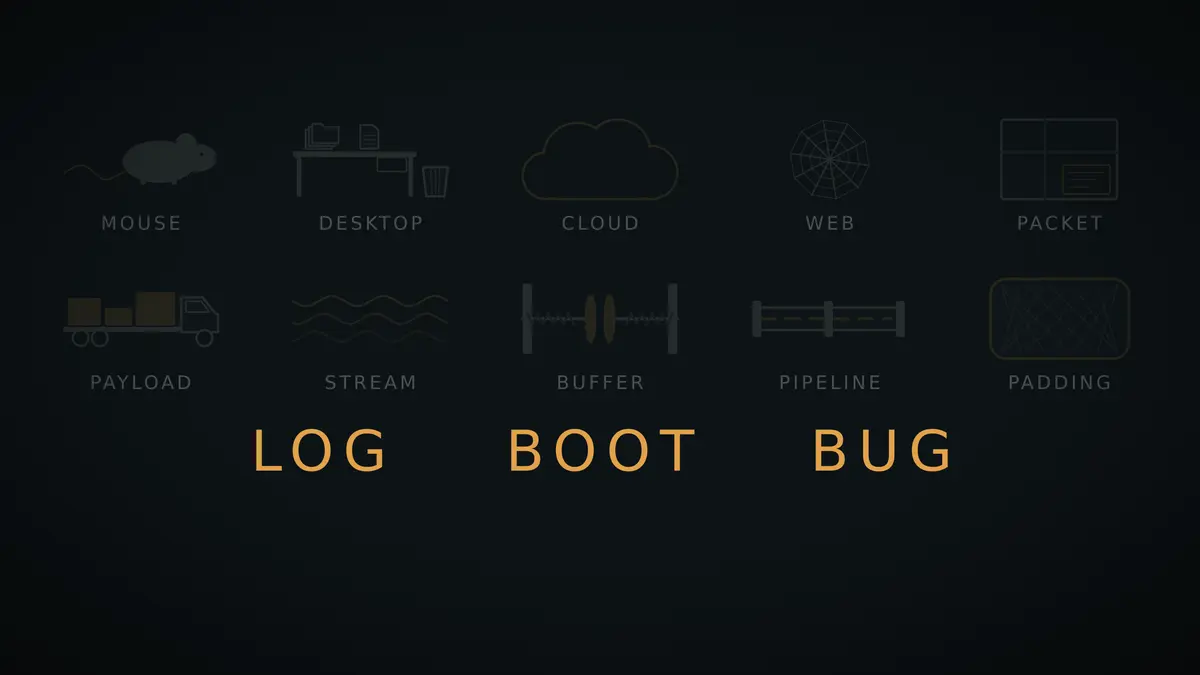 MOUSE DESKTOP CLOUD WEB PACKET
PAYLOAD STREAM BUFFER PIPELINE PADDING
LOG BOOT BUG